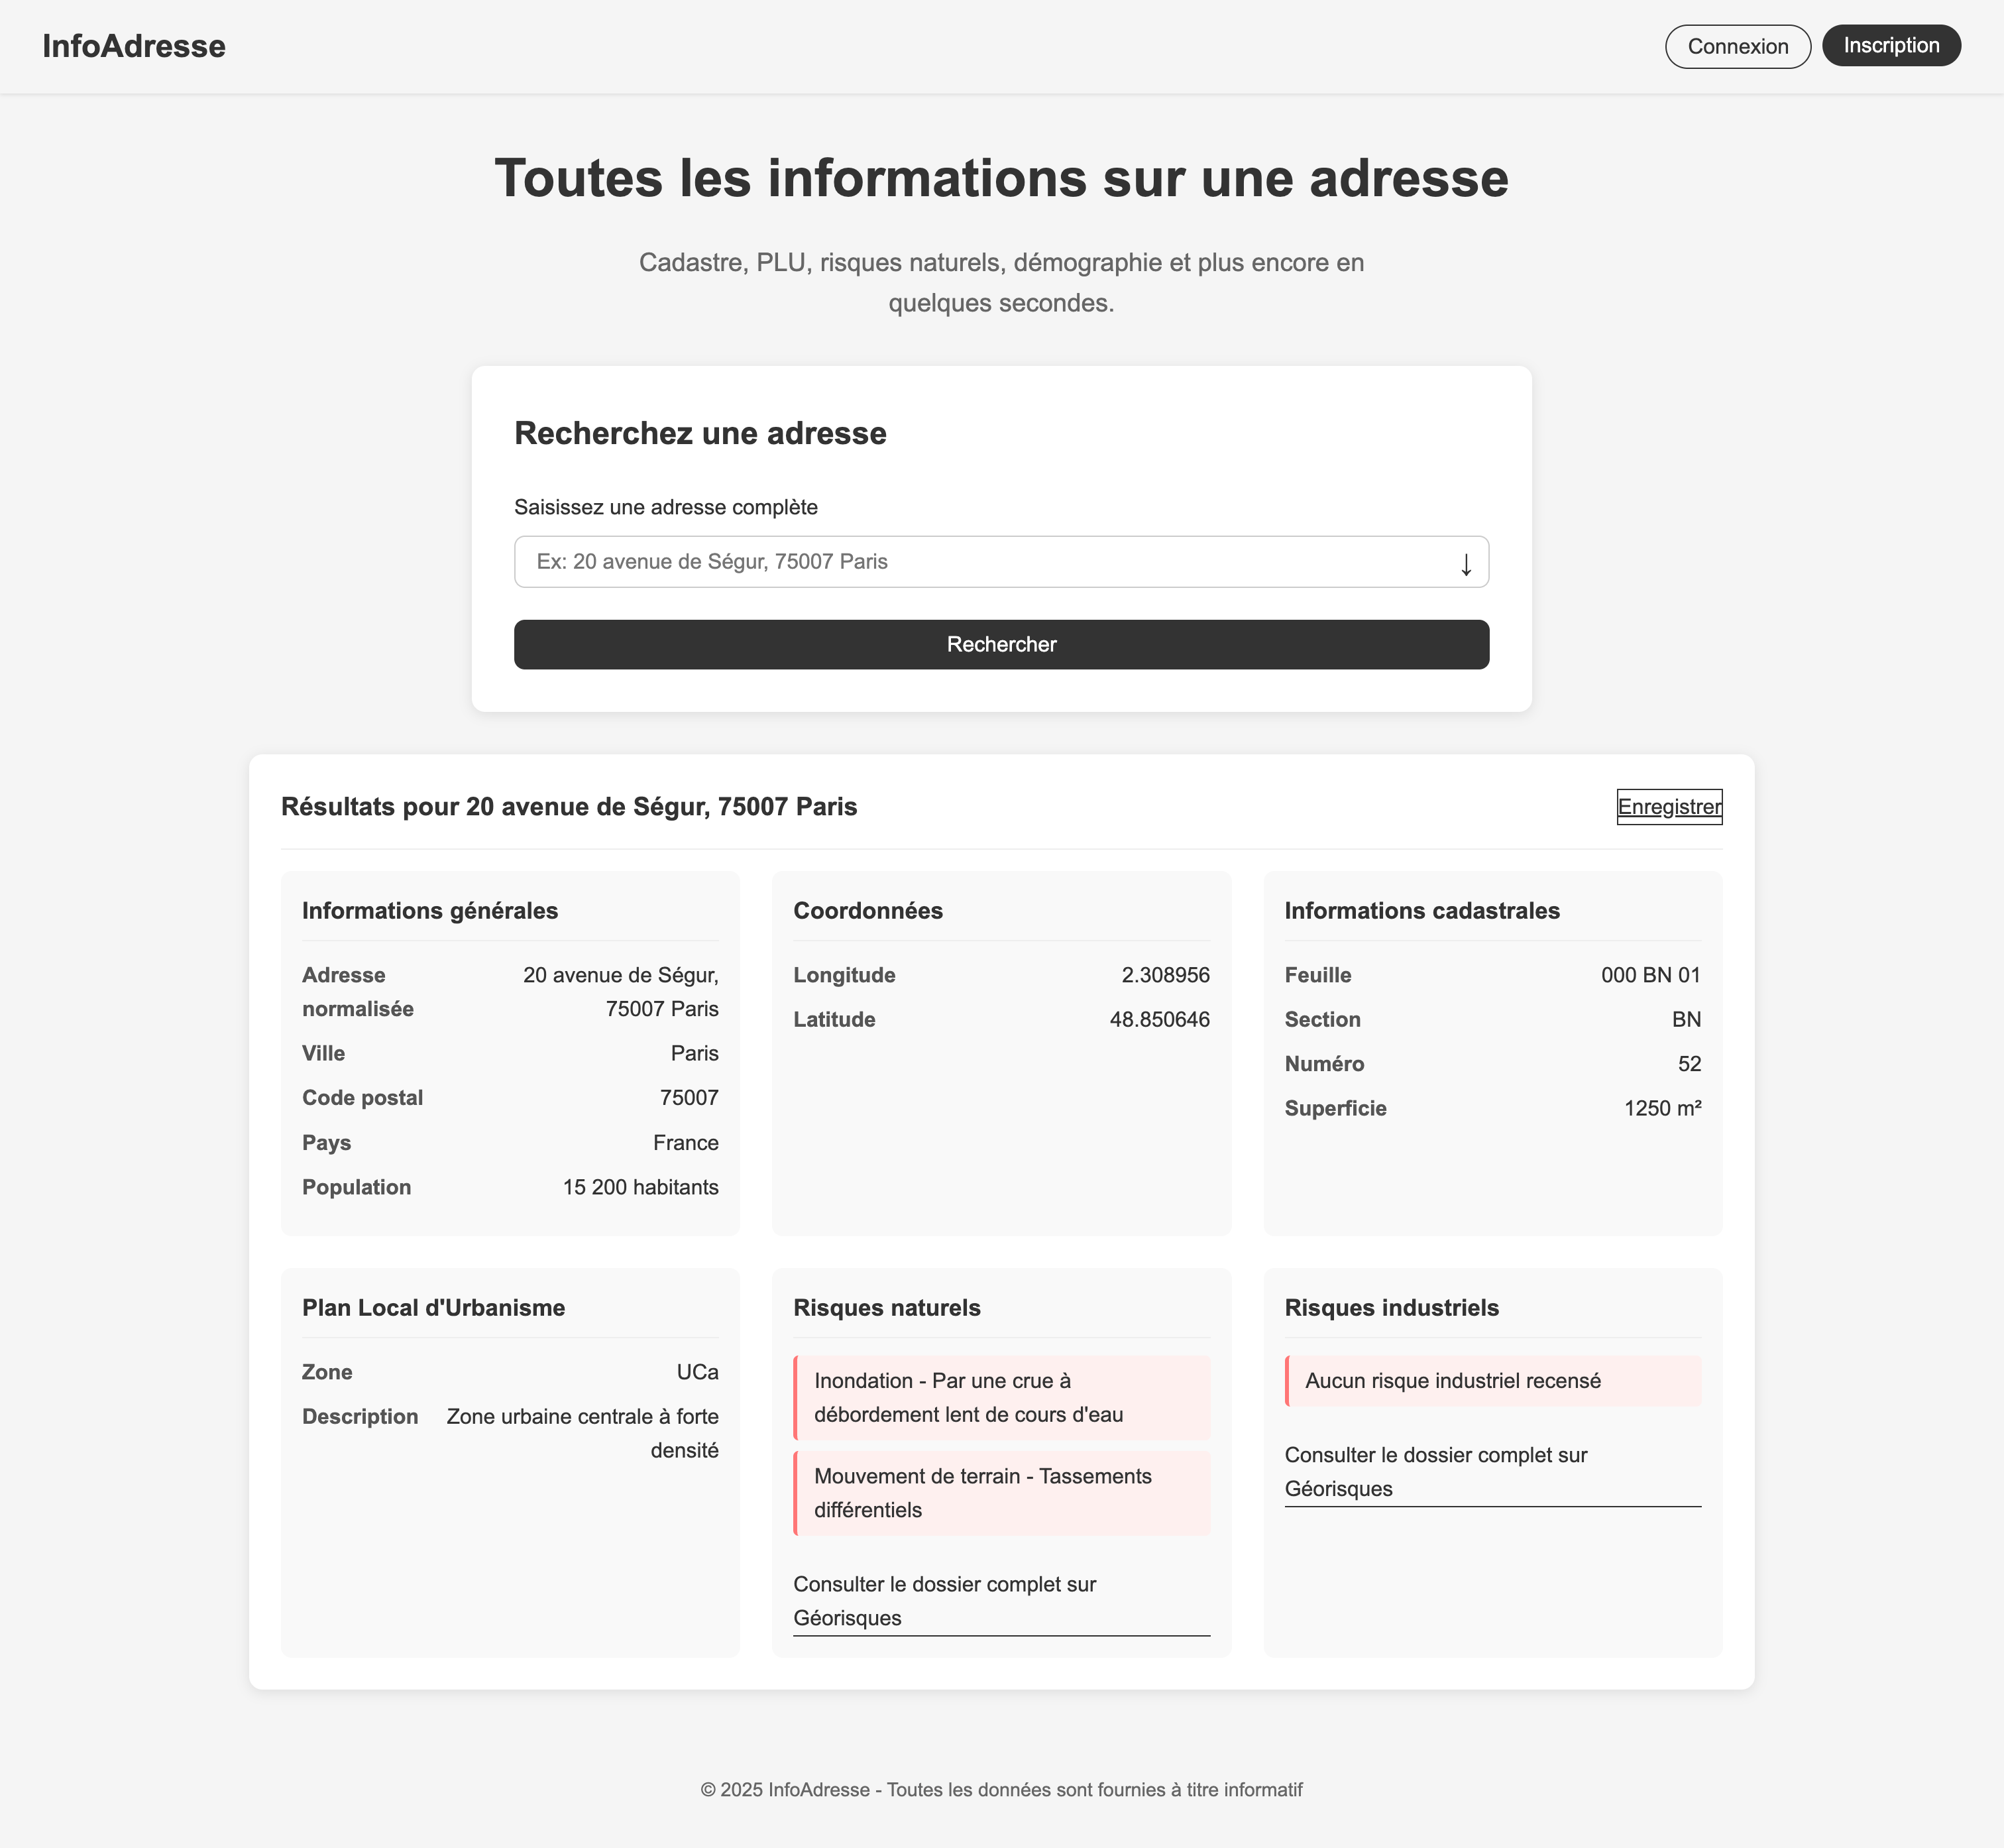 InfoAdresse
Connexion
Inscription
Toutes les informations sur une adresse
Cadastre, PLU, risques naturels, démographie et plus encore en
quelques secondes.
Recherchez une adresse
Saisissez une adresse complète
Ex: 20 avenue de Ségur, 75007 Paris
↓
Rechercher
Résultats pour 20 avenue de Ségur, 75007 Paris
Enregistrer
Informations générales
Adresse normalisée
20 avenue de Ségur,
75007 Paris
Ville
Paris
Code postal
75007
Pays
France
Population
15 200 habitants
Coordonnées
Longitude
2.308956
Latitude
48.850646
Informations cadastrales
Feuille
000 BN 01
Section
BN
Numéro
52
Superficie
1250 m²
Plan Local d'Urbanisme
Zone
UCa
Description
Zone urbaine centrale à forte
densité
Risques naturels
Inondation - Par une crue à
débordement lent de cours d'eau
Mouvement de terrain - Tassements
différentiels
Consulter le dossier complet sur
Géorisques
Risques industriels
Aucun risque industriel recensé
Consulter le dossier complet sur
Géorisques
© 2025 InfoAdresse - Toutes les données sont fournies à titre informatif